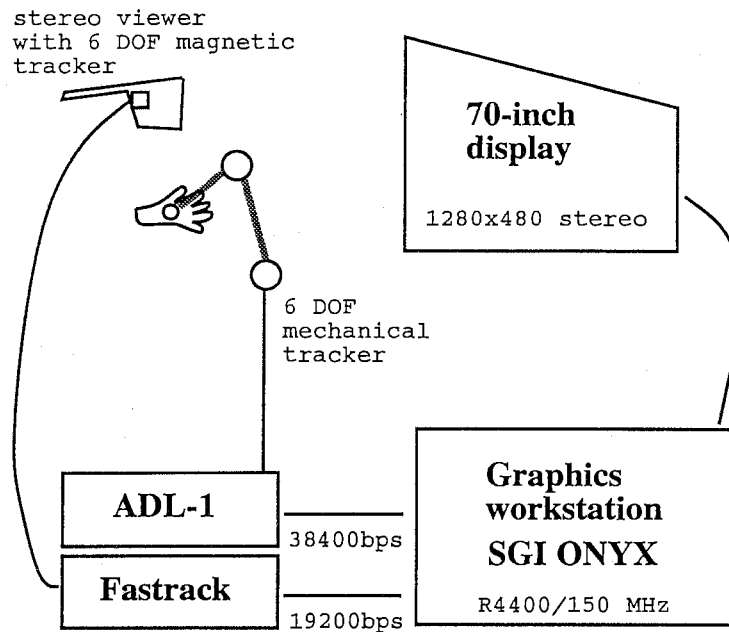 stereo viewer
with 6 DOF magnetic
tracker
70-inch
display
1280x480 stereo
6 DOF
mechanical
tracker
ADL-1
38400bps
Fastrack
19200bps
Graphics
workstation
SGI ONYX
R4400/150 MHz